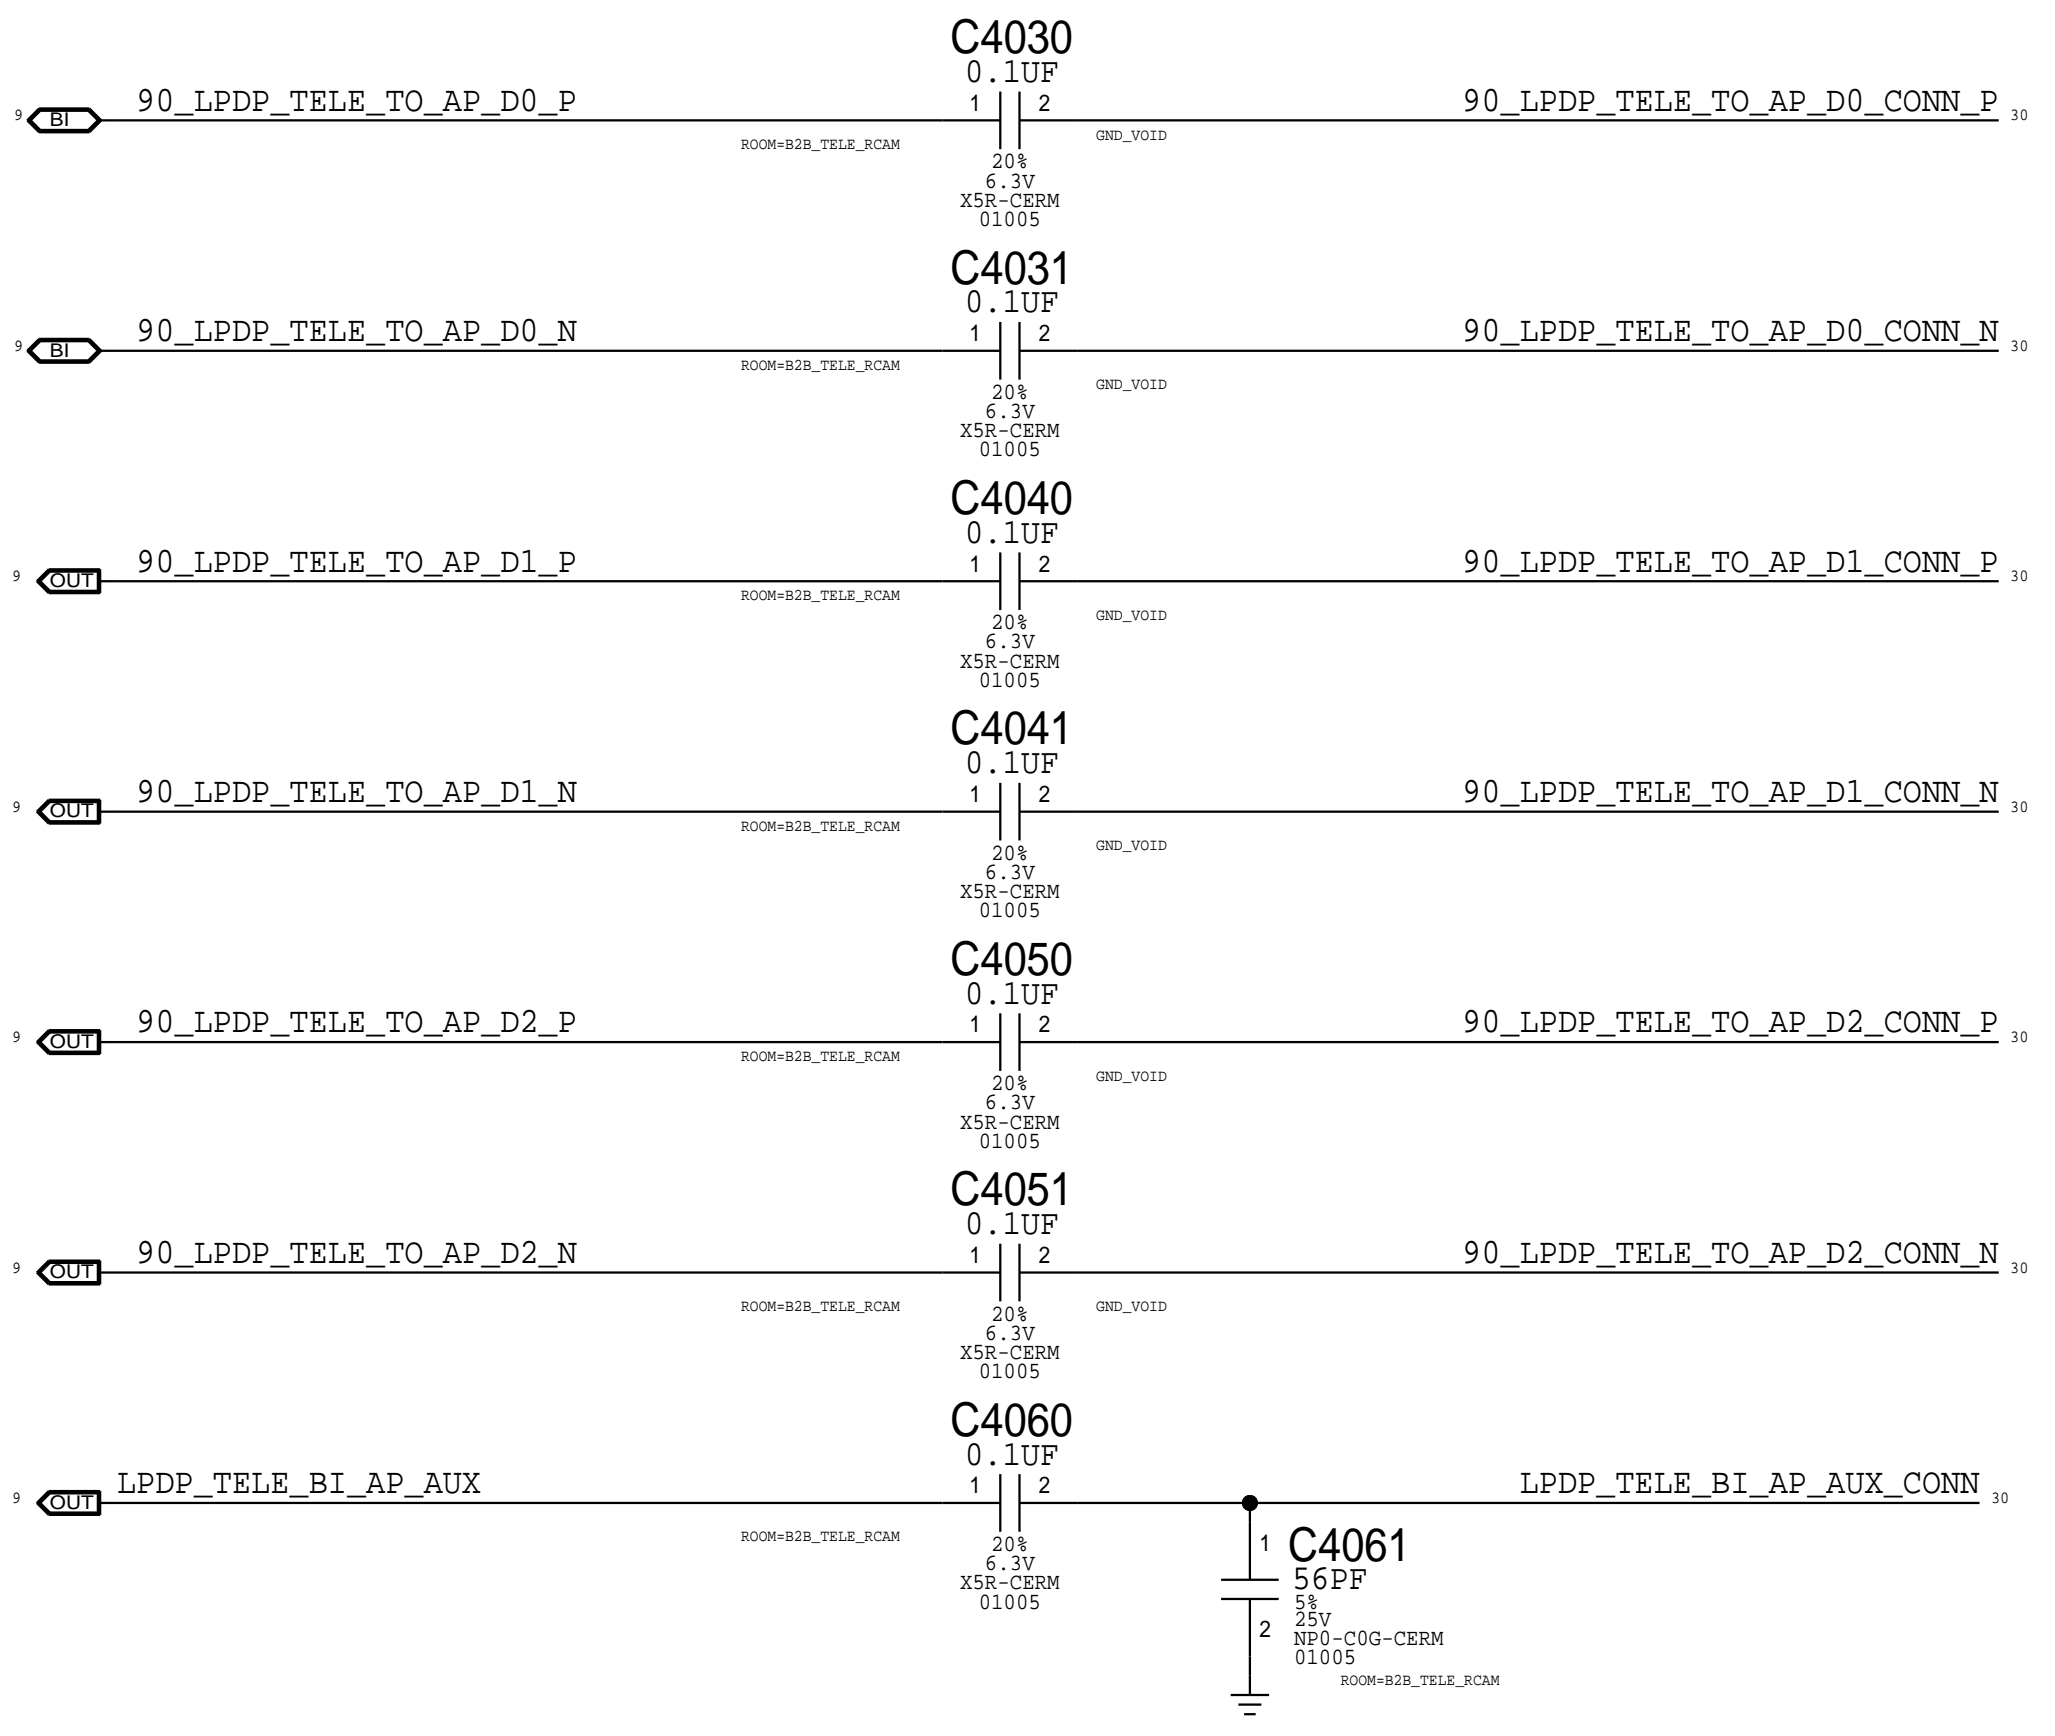 C4030
0.1UF
9 BI 90_LPDP_TELE_TO_AP_D0_P 1 2 90_LPDP_TELE_TO_AP_D0_CONN_P 30
ROOM=B2B_TELE_RCAM GND_VOID
20%
6.3V
X5R-CERM
01005
C4031
0.1UF
9 BI 90_LPDP_TELE_TO_AP_D0_N 1 2 90_LPDP_TELE_TO_AP_D0_CONN_N 30
ROOM=B2B_TELE_RCAM GND_VOID
20%
6.3V
X5R-CERM
01005
C4040
0.1UF
9 OUT 90_LPDP_TELE_TO_AP_D1_P 1 2 90_LPDP_TELE_TO_AP_D1_CONN_P 30
ROOM=B2B_TELE_RCAM GND_VOID
20%
6.3V
X5R-CERM
01005
C4041
0.1UF
9 OUT 90_LPDP_TELE_TO_AP_D1_N 1 2 90_LPDP_TELE_TO_AP_D1_CONN_N 30
ROOM=B2B_TELE_RCAM GND_VOID
20%
6.3V
X5R-CERM
01005
C4050
0.1UF
9 OUT 90_LPDP_TELE_TO_AP_D2_P 1 2 90_LPDP_TELE_TO_AP_D2_CONN_P 30
ROOM=B2B_TELE_RCAM GND_VOID
20%
6.3V
X5R-CERM
01005
C4051
0.1UF
9 OUT 90_LPDP_TELE_TO_AP_D2_N 1 2 90_LPDP_TELE_TO_AP_D2_CONN_N 30
ROOM=B2B_TELE_RCAM GND_VOID
20%
6.3V
X5R-CERM
01005
C4060
0.1UF
9 OUT LPDP_TELE_BI_AP_AUX 1 2 LPDP_TELE_BI_AP_AUX_CONN 30
ROOM=B2B_TELE_RCAM
20%
6.3V
X5R-CERM
01005
1 C4061
56PF
5%
25V
2 NP0-C0G-CERM
01005
ROOM=B2B_TELE_RCAM